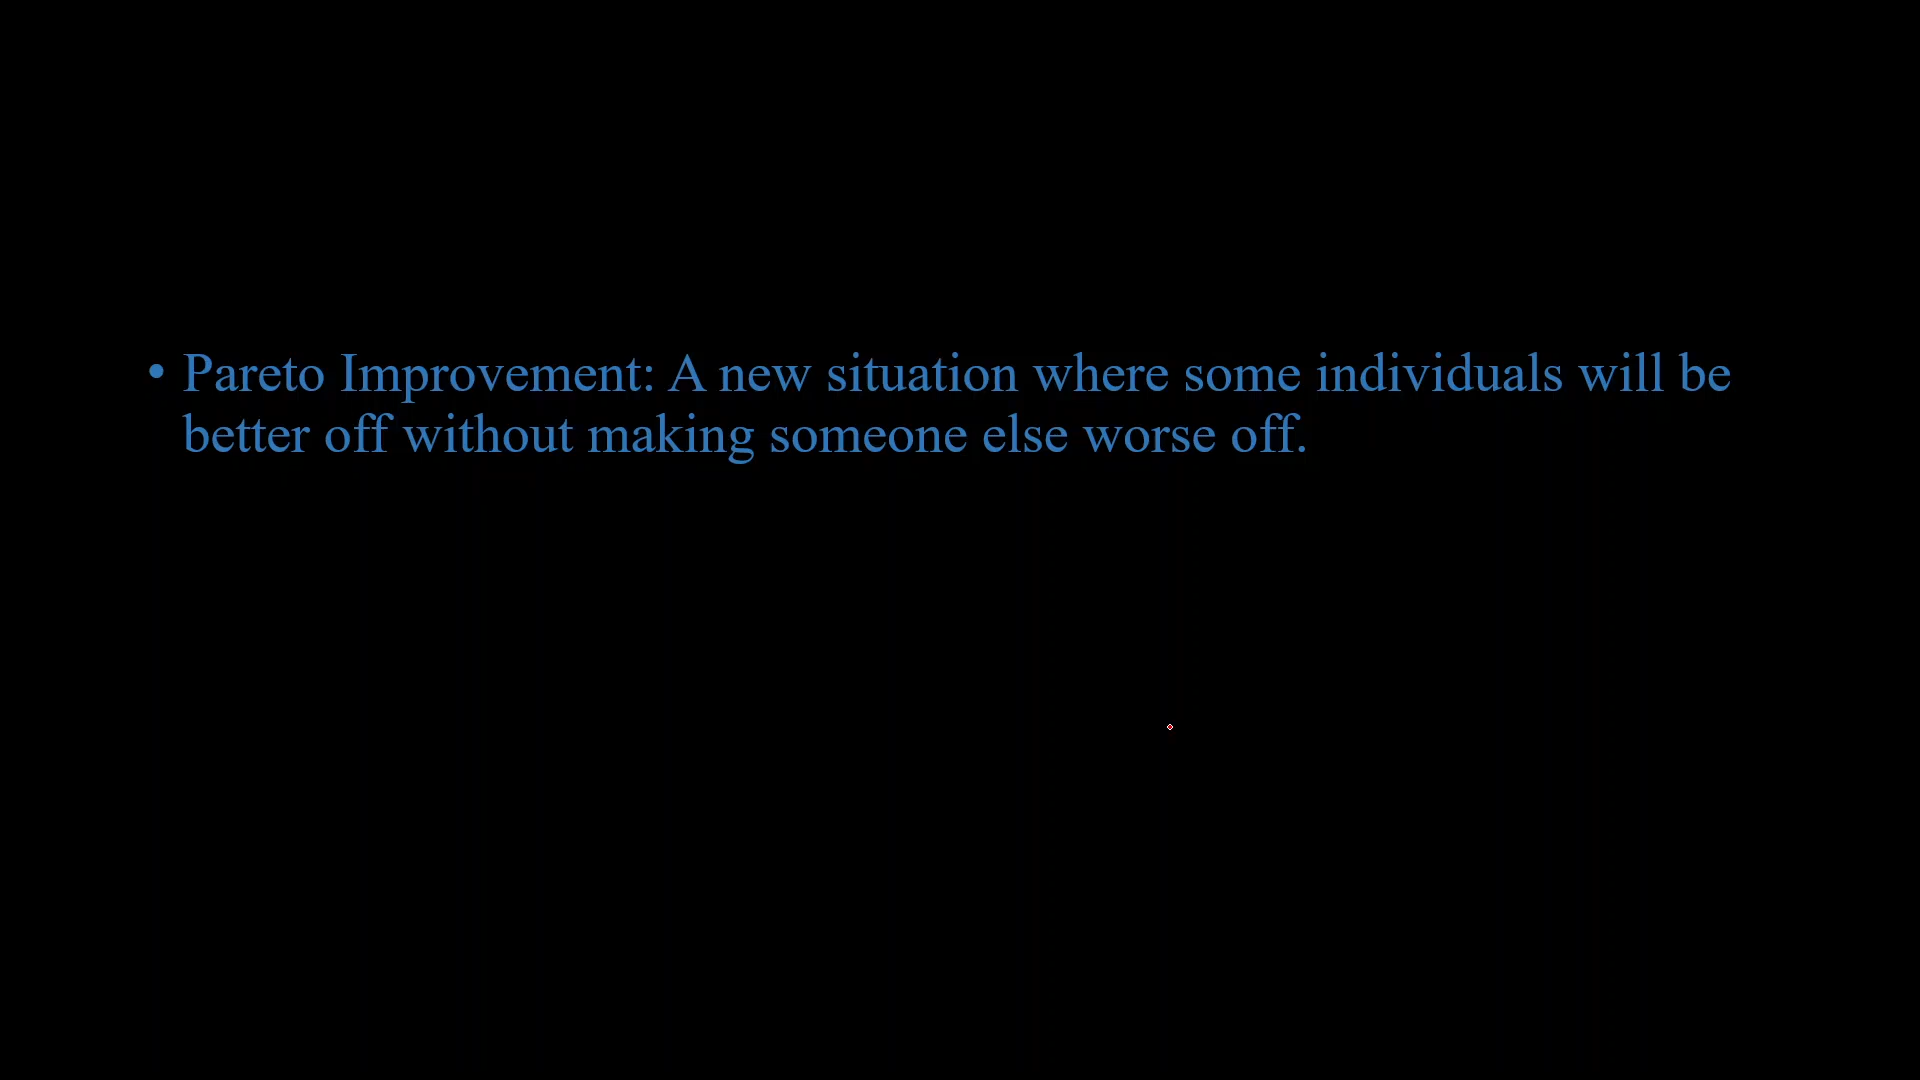 • Pareto Improvement: A new situation where some individuals will be
better off without making someone else worse off.